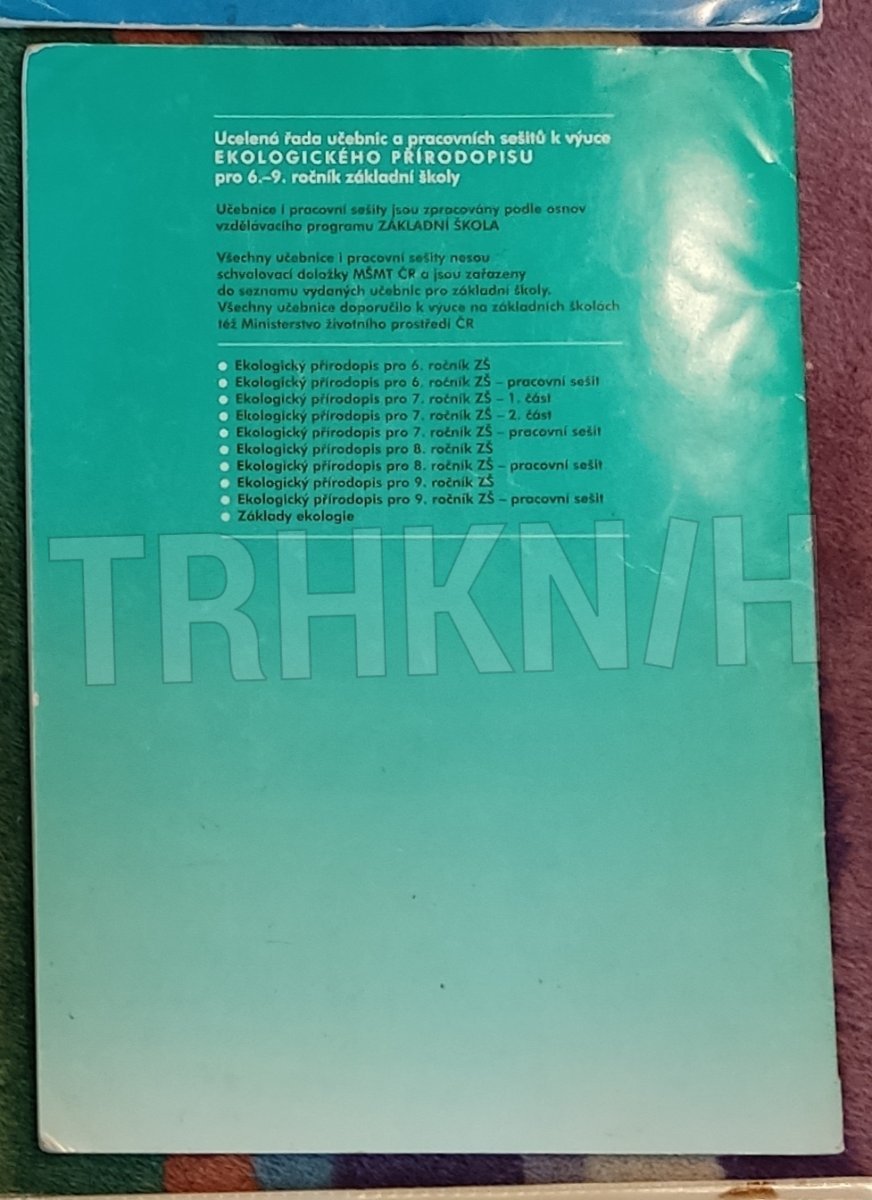 Ucelená řada učebnic a pracovních sešitů k výuce
EKOLOGICKÉHO PŘÍRODOPISU
pro 6.–9. ročník základní školy
Učebnice i pracovní sešity jsou zpracovány podle osnov
vzdělávacího programu ZÁKLADNÍ ŠKOLA
Všechny učebnice i pracovní sešity nesou
schvalovací doložky MŠMT ČR a jsou zařazeny
do seznamu vydaných učebnic pro základní školy.
Všechny učebnice doporučilo k výuce na základních školách
též Ministerstvo životního prostředí ČR
● Ekologický přírodopis pro 6. ročník ZŠ
● Ekologický přírodopis pro 6. ročník ZŠ – pracovní sešit
● Ekologický přírodopis pro 7. ročník ZŠ – 1. část
● Ekologický přírodopis pro 7. ročník ZŠ – 2. část
● Ekologický přírodopis pro 7. ročník ZŠ – pracovní sešit
● Ekologický přírodopis pro 8. ročník ZŠ
● Ekologický přírodopis pro 8. ročník ZŠ – pracovní sešit
● Ekologický přírodopis pro 9. ročník ZŠ
● Ekologický přírodopis pro 9. ročník ZŠ – pracovní sešit
● Základy ekologie
TRHKN/H